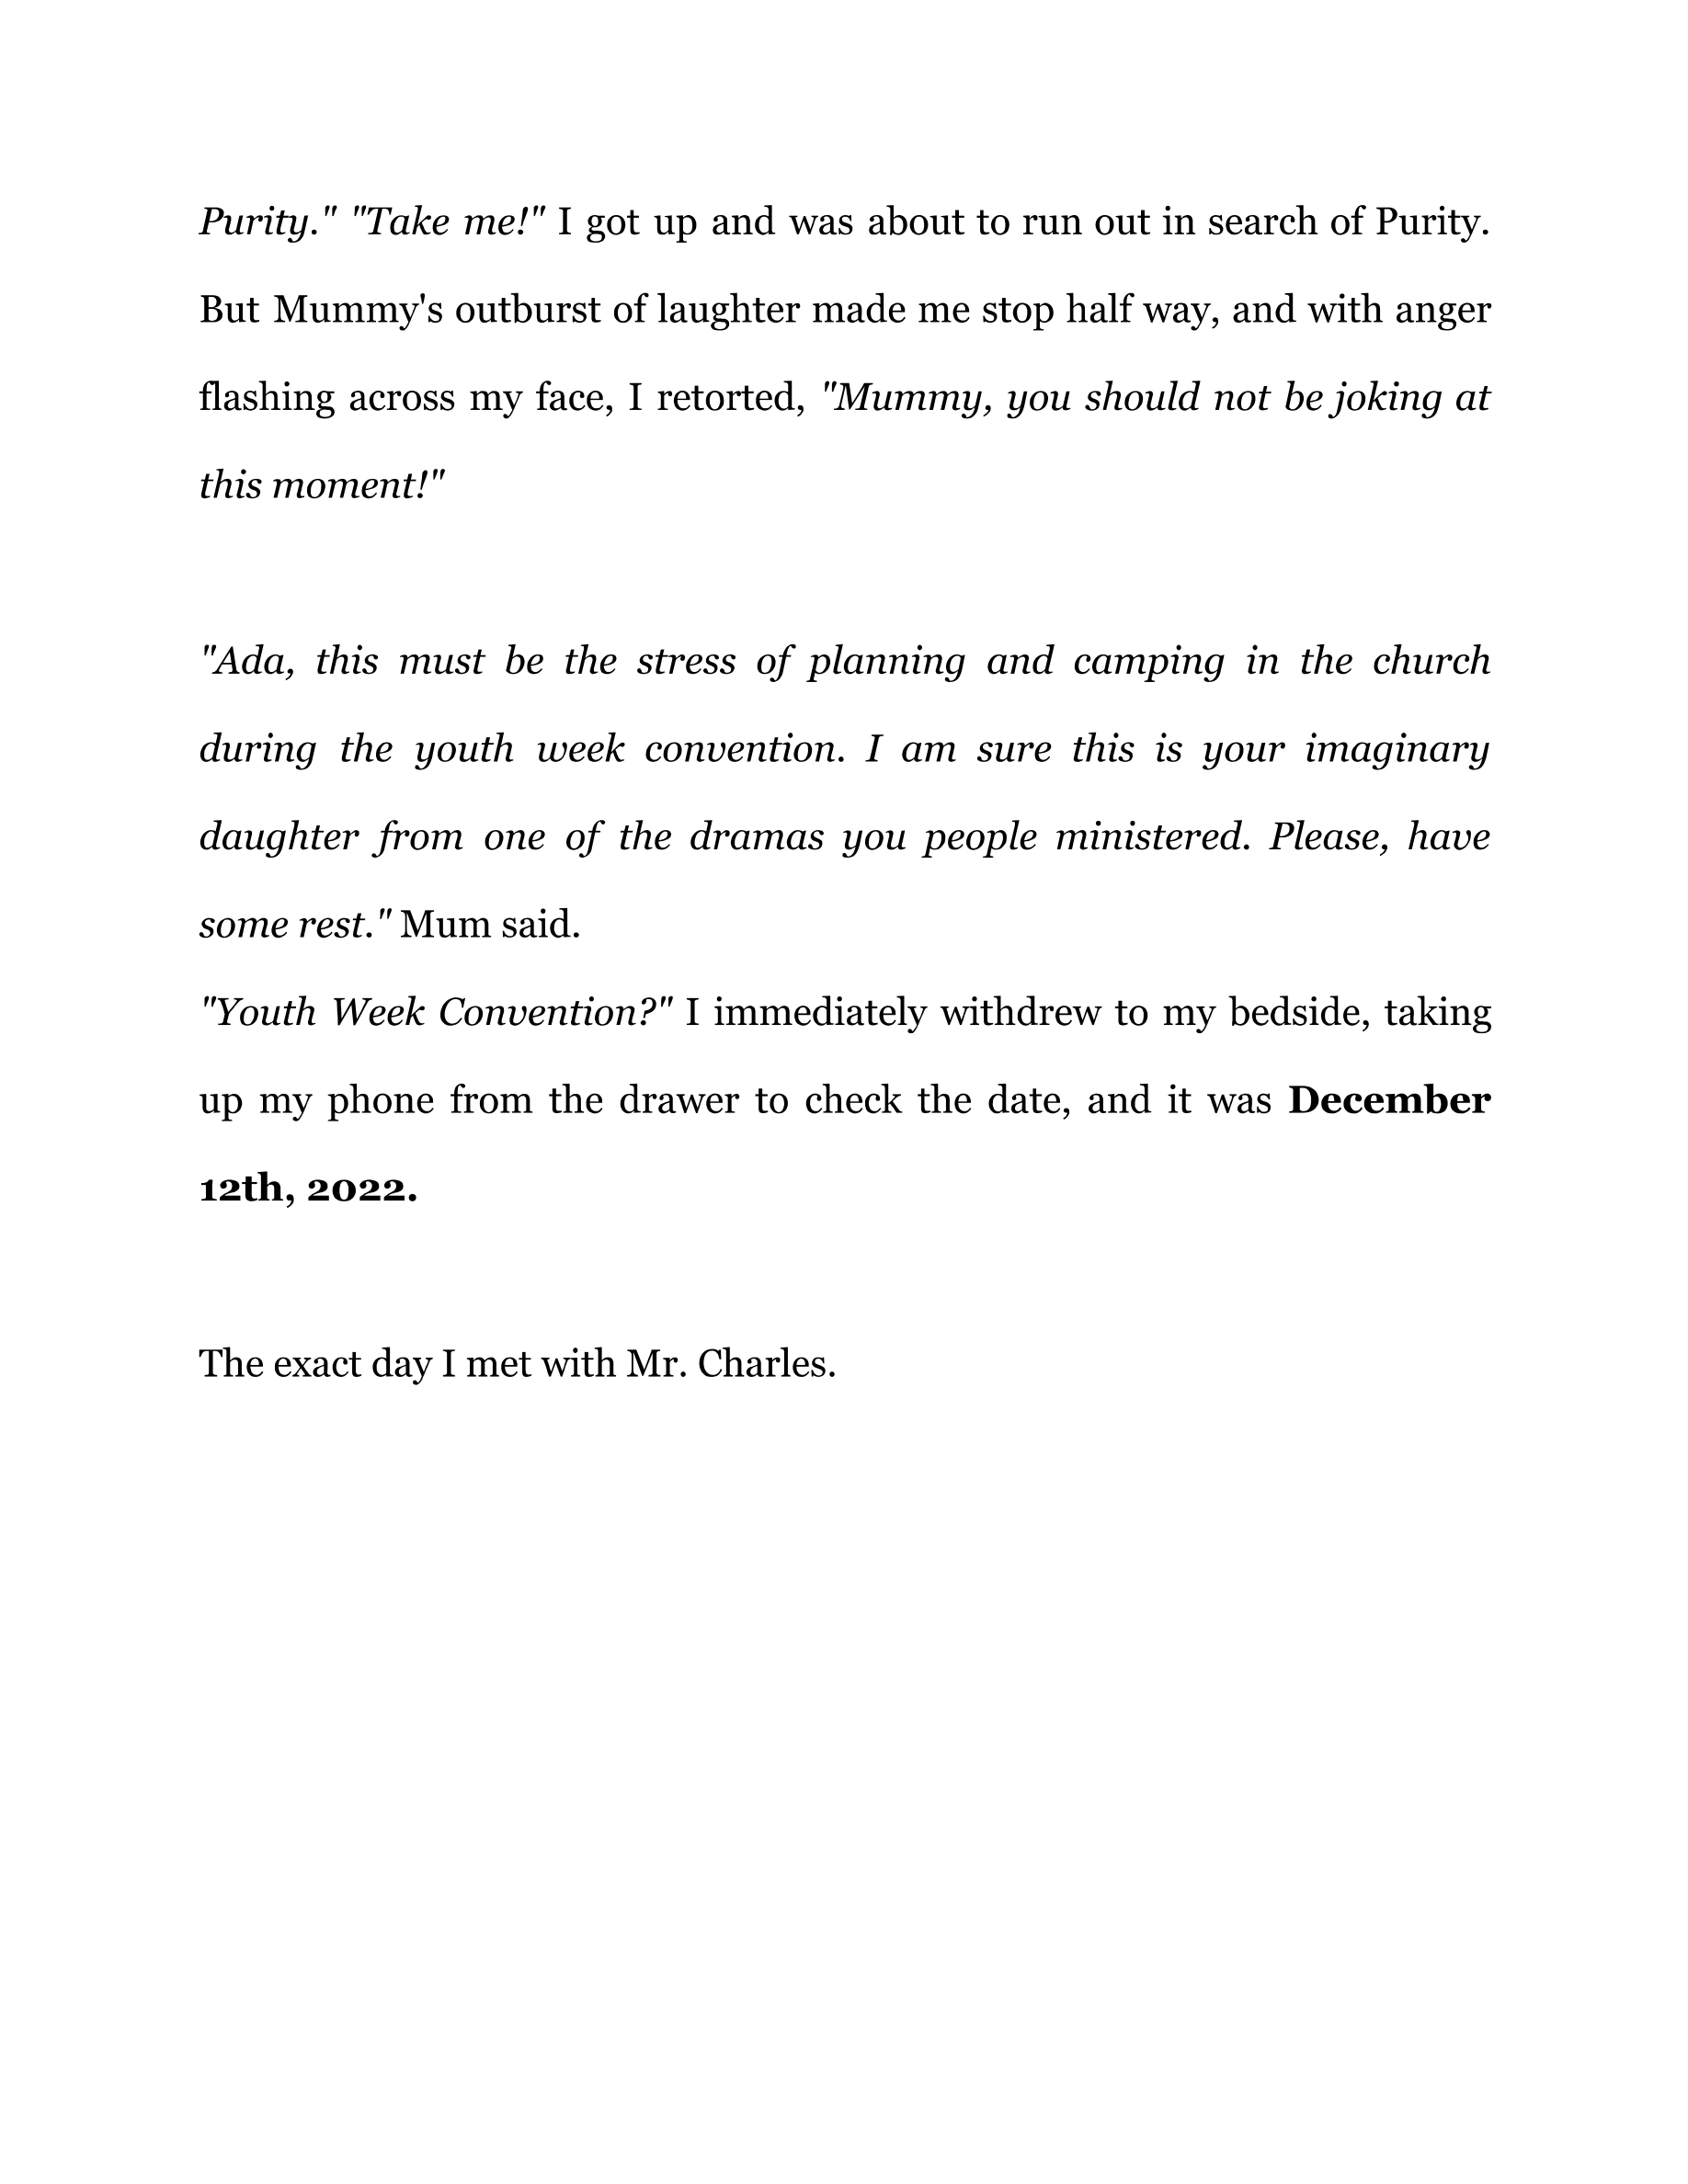 Purity." "Take me!" I got up and was about to run out in search of Purity.
But Mummy's outburst of laughter made me stop half way, and with anger
flashing across my face, I retorted, "Mummy, you should not be joking at
this moment!"
"Ada, this must be the stress of planning and camping in the church
during the youth week convention. I am sure this is your imaginary
daughter from one of the dramas you people ministered. Please, have
some rest." Mum said.
"Youth Week Convention?" I immediately withdrew to my bedside, taking
up my phone from the drawer to check the date, and it was December
12th, 2022.
The exact day I met with Mr. Charles.